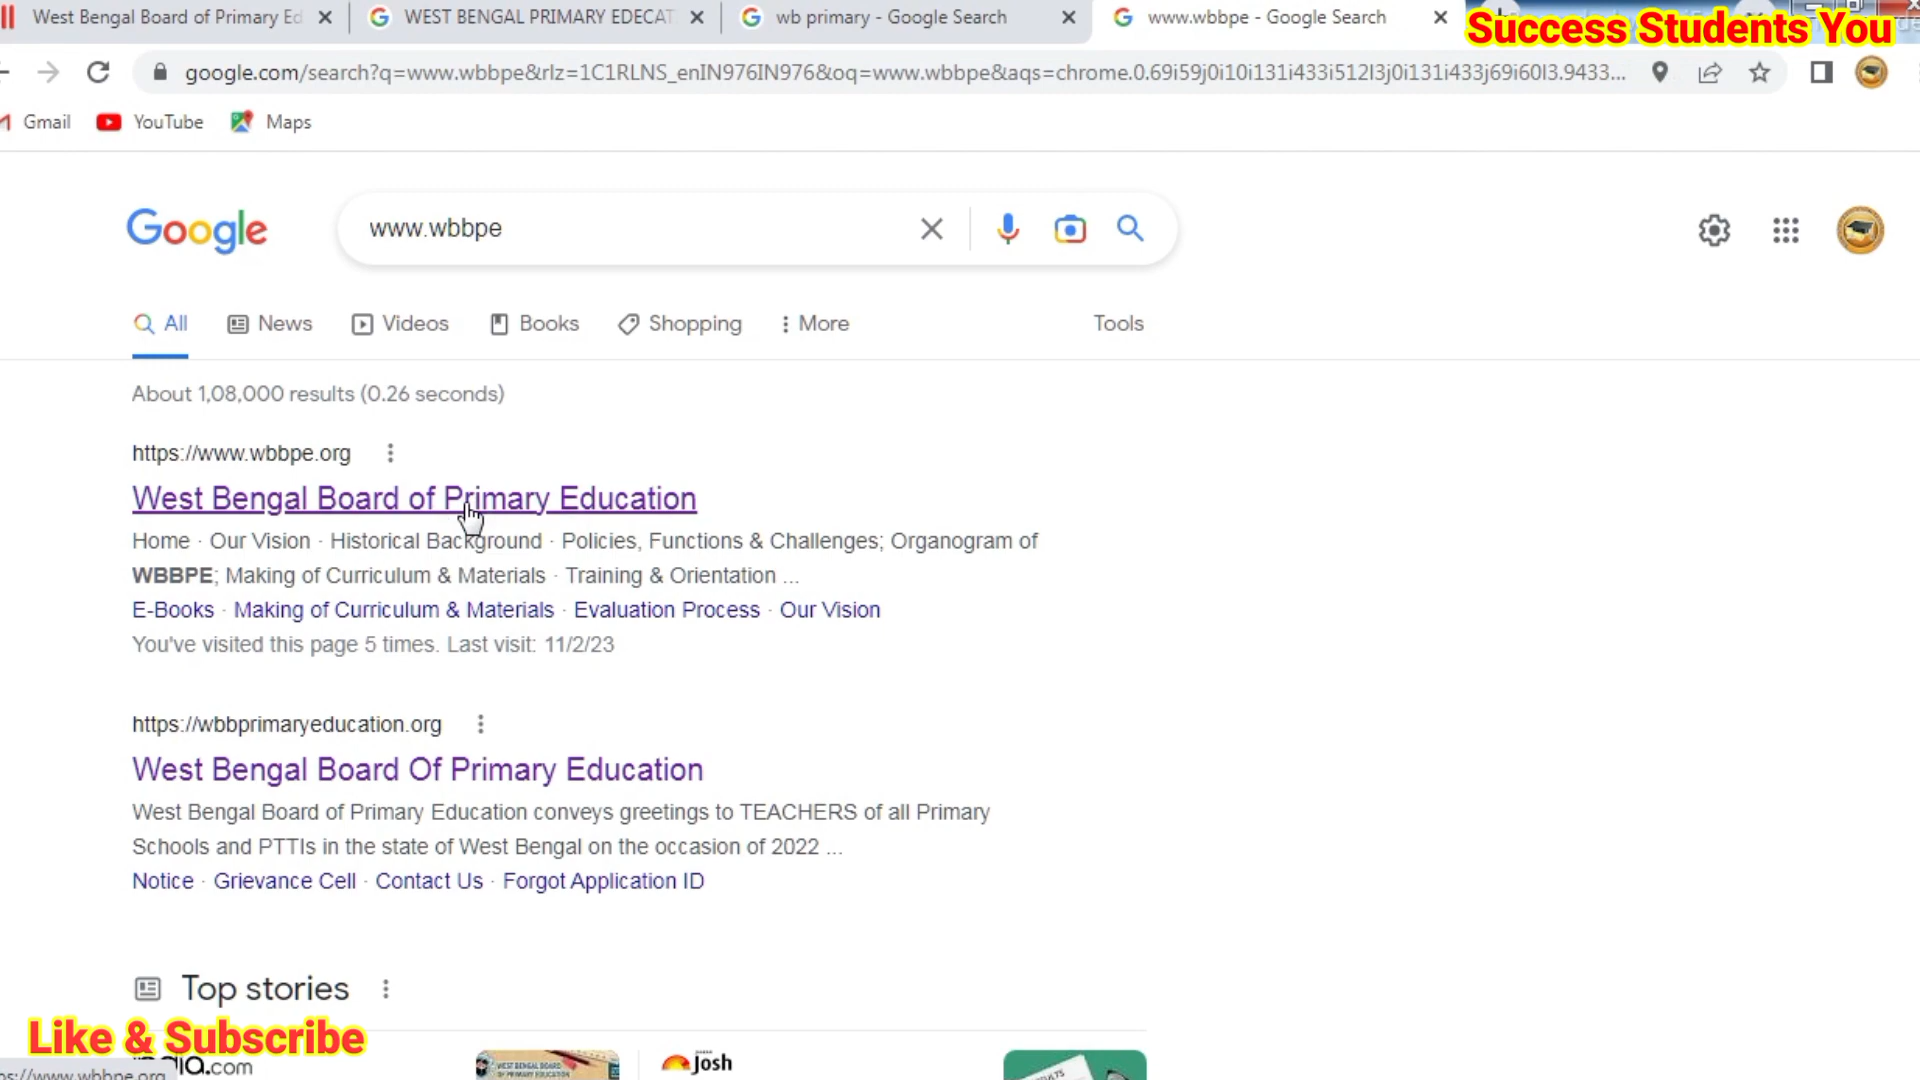 West Bengal Board of Primary Ed
WEST BENGAL PRIMARY EDECAT
wb primary - Google Search
www.wbbpe - Google Search
Success Students You
google.com/search?q=www.wbbpe&rlz=1C1RLNS_enIN976IN976&oq=www.wbbpe&aqs=chrome.0.69i59j0i10i131i433i512l3j0i131i433j69i60l3.9433...
Gmail
YouTube
Maps
Google
www.wbbpe
All
News
Videos
Books
Shopping
More
Tools
About 1,08,000 results (0.26 seconds)
https://www.wbbpe.org
West Bengal Board of Primary Education
Home · Our Vision · Historical Background · Policies, Functions & Challenges; Organogram of
WBBPE; Making of Curriculum & Materials · Training & Orientation ...
E-Books · Making of Curriculum & Materials · Evaluation Process · Our Vision
You've visited this page 5 times. Last visit: 11/2/23
https://wbbprimaryeducation.org
West Bengal Board Of Primary Education
West Bengal Board of Primary Education conveys greetings to TEACHERS of all Primary
Schools and PTTIs in the state of West Bengal on the occasion of 2022 ...
Notice · Grievance Cell · Contact Us · Forgot Application ID
Top stories
Like & Subscribe
.com
Josh
WEST BENGAL BOARD
OF PRIMARY EDUCATION